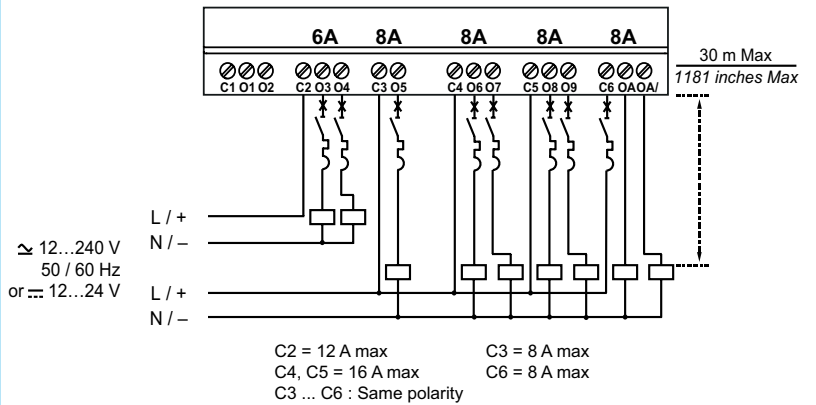 6A 8A 8A 8A 8A
C1 O1 O2 C2 O3 O4 C3 O5 C4 O6 O7 C5 O8 O9 C6 OA OA/
30 m Max
1181 inches Max
L / +
N / –
≃ 12...240 V
50 / 60 Hz
or ⎓ 12...24 V
L / +
N / –
C2 = 12 A max C3 = 8 A max
C4, C5 = 16 A max C6 = 8 A max
C3 ... C6 : Same polarity